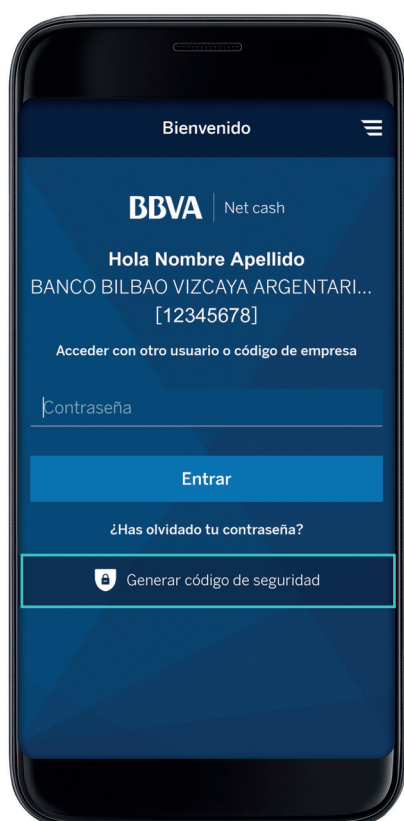 Bienvenido
BBVA | Net cash
Hola Nombre Apellido
BANCO BILBAO VIZCAYA ARGENTARI...
[12345678]
Acceder con otro usuario o código de empresa
Contraseña
Entrar
¿Has olvidado tu contraseña?
Generar código de seguridad